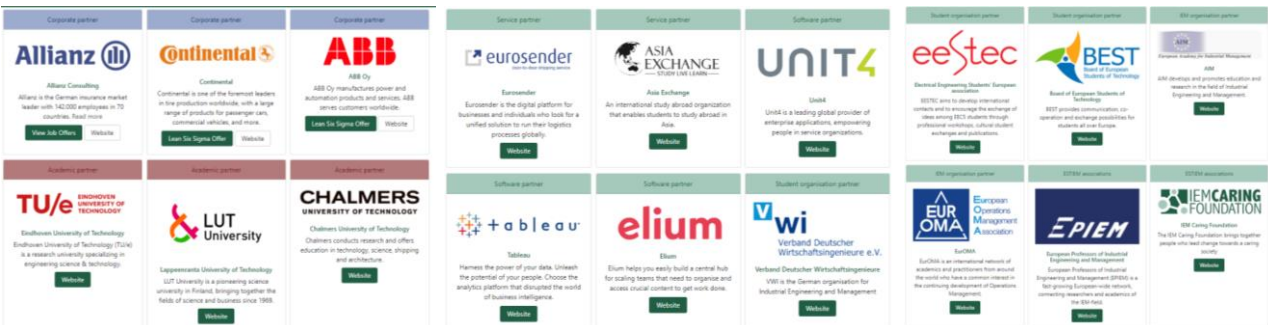 Corporate partner
Allianz
Allianz Consulting
Allianz is the German insurance market
leader with 140.000 employees in 70
countries. Read more
View Job Offers Website
Corporate partner
Continental
Continental
Continental is one of the foremost leaders
in tire production worldwide, with a large
range of products for passenger cars,
commercial vehicles, and more.
Lean Six Sigma Offer Website
Corporate partner
ABB
ABB Oy
ABB Oy manufactures power and
automation products and services. ABB
serves customers worldwide.
Lean Six Sigma Offer Website
Academic partner
TU/e EINDHOVEN
UNIVERSITY OF
TECHNOLOGY
Eindhoven University of Technology
Eindhoven University of Technology (TU/e)
is a research university specializing in
engineering science & technology.
Website
Academic partner
LUT
University
Lappeenranta University of Technology
LUT University is a pioneering science
university in Finland, bringing together the
fields of science and business since 1969.
Website
Academic partner
CHALMERS
UNIVERSITY OF TECHNOLOGY
Chalmers University of Technology
Chalmers conducts research and offers
education in technology, science, shipping
and architecture.
Website
Service partner
eurosender
door-to-door shipping service
Eurosender
Eurosender is the digital platform for
businesses and individuals who look for a
unified solution to run their logistics
processes globally.
Website
Service partner
ASIA
EXCHANGE
STUDY LIVE LEARN
Asia Exchange
An international study abroad organization
that enables students to study abroad in
Asia.
Website
Software partner
UNIT4
Unit4
Unit4 is a leading global provider of
enterprise applications, empowering
people in service organizations.
Website
Software partner
+ableau
Tableau
Harness the power of your data. Unleash
the potential of your people. Choose the
analytics platform that disrupted the world
of business intelligence.
Website
Software partner
elium
Elium
Elium helps you easily build a central hub
for scaling teams that need to organise and
access crucial content to get work done.
Website
Student organisation partner
V
wi
Verband Deutscher
Wirtschaftsingenieure e.V.
Verband Deutscher Wirtschaftsingenieure
VWI is the German organisation for
Industrial Engineering and Management
Website
Student organisation partner
eestec
Electrical Engineering Students' European
association
EESTEC aims to develop international
contacts and to encourage the exchange of
ideas among EECS students through
professional workshops, cultural student
exchanges and publications.
Website
Student organisation partner
BEST
Board of European
Students of Technology
Board of European Students of
Technology
BEST provides communication, co-
operation and exchange possibilities for
students all over Europe.
Website
IEM organisation partner
AIM
European Academy for Industrial Management
AIM
AIM develops and promotes education and
research in the field of Industrial
Engineering and Management.
Website
IEM organisation partner
EUR
OMA
European
Operations
Management
Association
EurOMA
EurOMA is an international network of
academics and practitioners from around
the world who have a common interest in
the continuing development of Operations
Management.
Website
ESTIEM associations
EPIEM
European Professors of Industrial
Engineering and Management
European Professors of Industrial
Engineering and Management (EPIEM) is a
fast-growing European-wide network,
connecting researchers and academics of
the IEM-field.
Website
ESTIEM associations
IEMCARING
FOUNDATION
IEM Caring Foundation
The IEM Caring Foundation brings together
people who lead change towards a caring
society.
Website